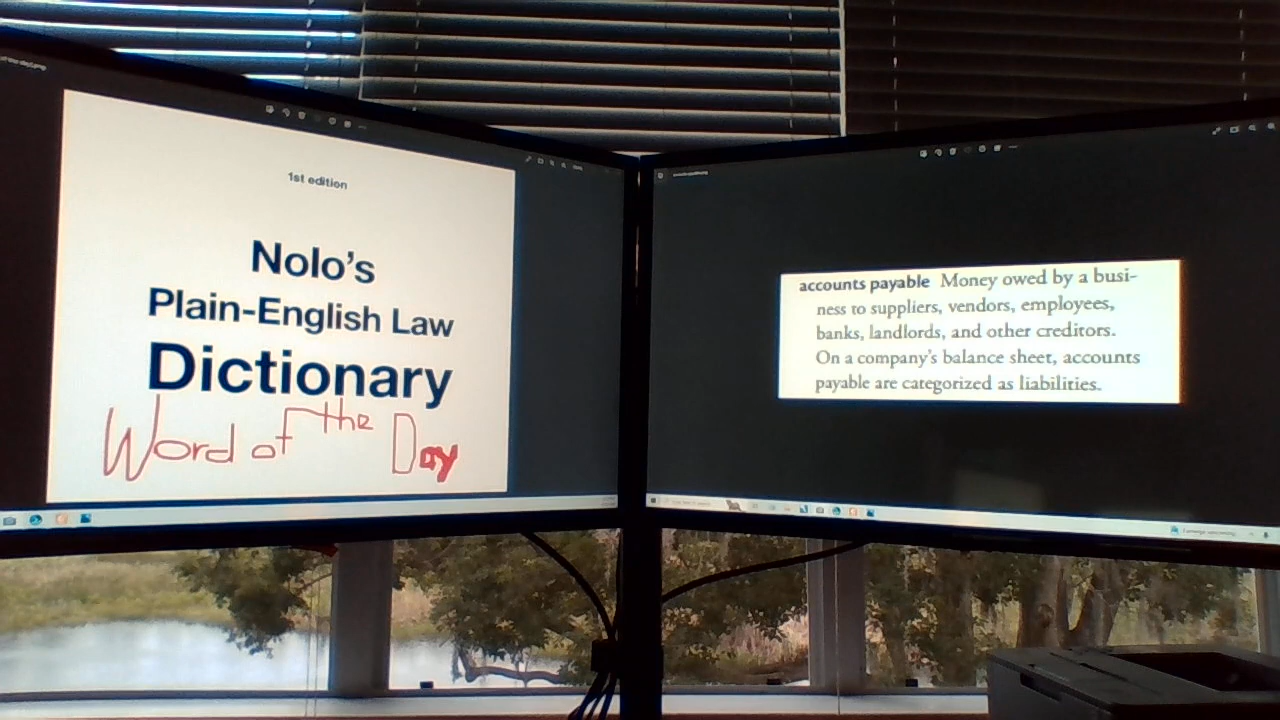 1st edition
Nolo's
Plain-English Law
Dictionary
Word of the Day
accounts payable Money owed by a busi-
ness to suppliers, vendors, employees,
banks, landlords, and other creditors.
On a company's balance sheet, accounts
payable are categorized as liabilities.